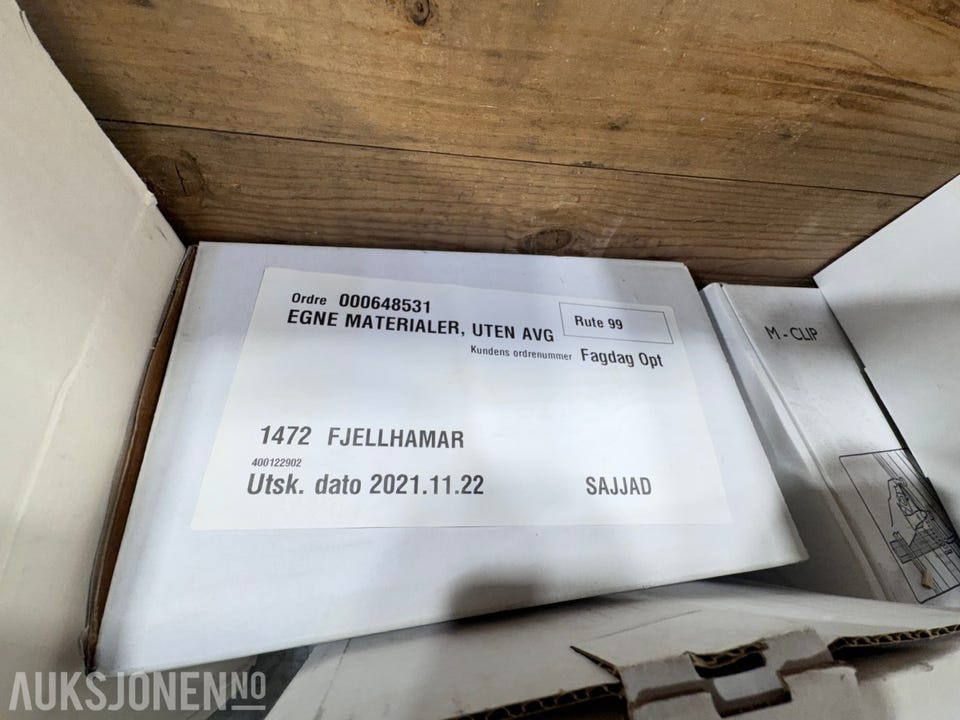 Ordre 000648531
EGNE MATERIALER, UTEN AVG
Rute 99
Kundens ordrenummer Fagdag Opt
1472 FJELLHAMAR
400122902
Utsk. dato 2021.11.22
SAJJAD
M-CLIP
AUKSJONEN.NO